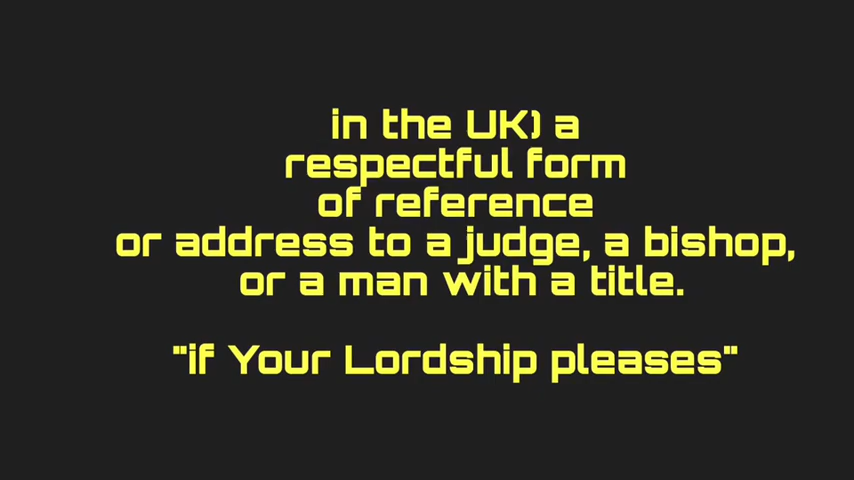 in the UK) a
respectful form
of reference
or address to a judge, a bishop,
or a man with a title.
"if Your Lordship pleases"